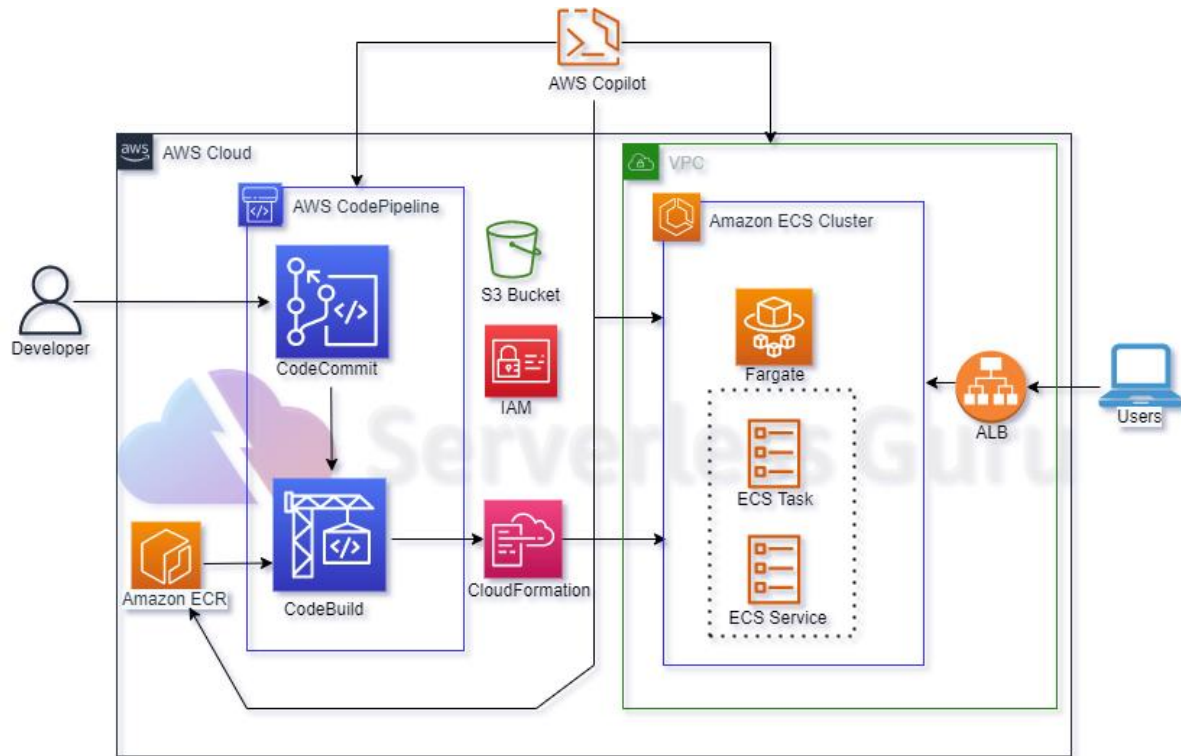 AWS Copilot
aws
AWS Cloud
VPC
AWS CodePipeline
Amazon ECS Cluster
S3 Bucket
Developer
CodeCommit
Fargate
IAM
ALB
Users
Serverless Guru
ECS Task
Amazon ECR
CodeBuild
CloudFormation
ECS Service